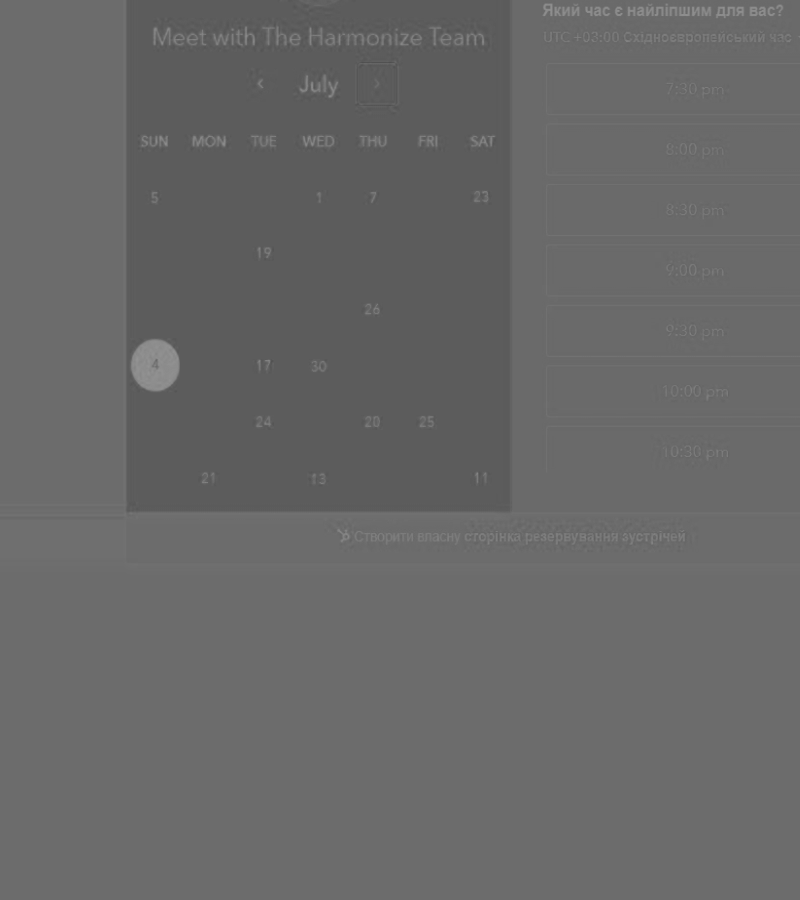 Meet with The Harmonize Team
‹ July ›
SUN MON TUE WED THU FRI SAT
5 1 7 23
19
26
4 17 30
24 20 25
21 13 11
Який час є найліпшим для вас?
UTC +03:00 Східноєвропейський час
7:30 pm
8:00 pm
8:30 pm
9:00 pm
9:30 pm
10:00 pm
10:30 pm
Створити власну сторінка резервування зустрічей